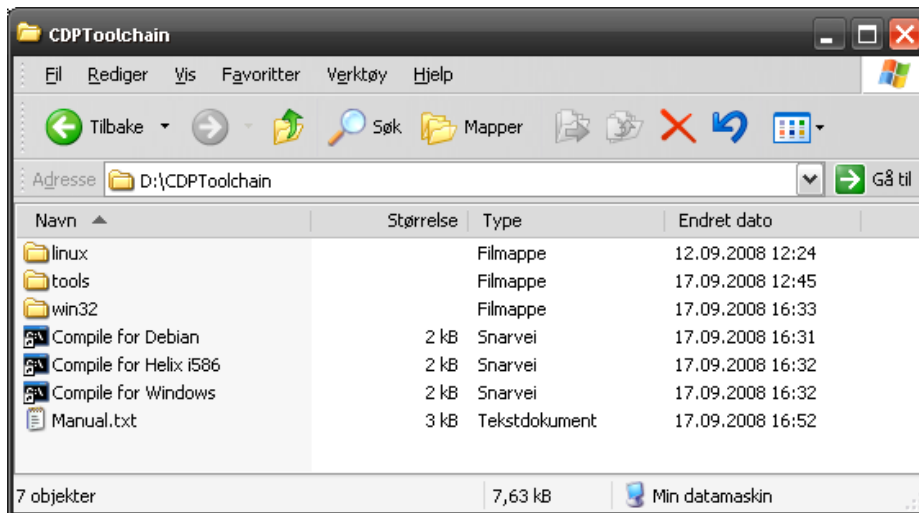 CDPToolchain
Fil Rediger Vis Favoritter Verktøy Hjelp
Tilbake Søk Mapper
Adresse D:\CDPToolchain Gå til
Navn Størrelse Type Endret dato
linux Filmappe 12.09.2008 12:24
tools Filmappe 17.09.2008 12:45
win32 Filmappe 17.09.2008 16:33
Compile for Debian 2 kB Snarvei 17.09.2008 16:31
Compile for Helix i586 2 kB Snarvei 17.09.2008 16:32
Compile for Windows 2 kB Snarvei 17.09.2008 16:32
Manual.txt 3 kB Tekstdokument 17.09.2008 16:52
7 objekter 7,63 kB Min datamaskin